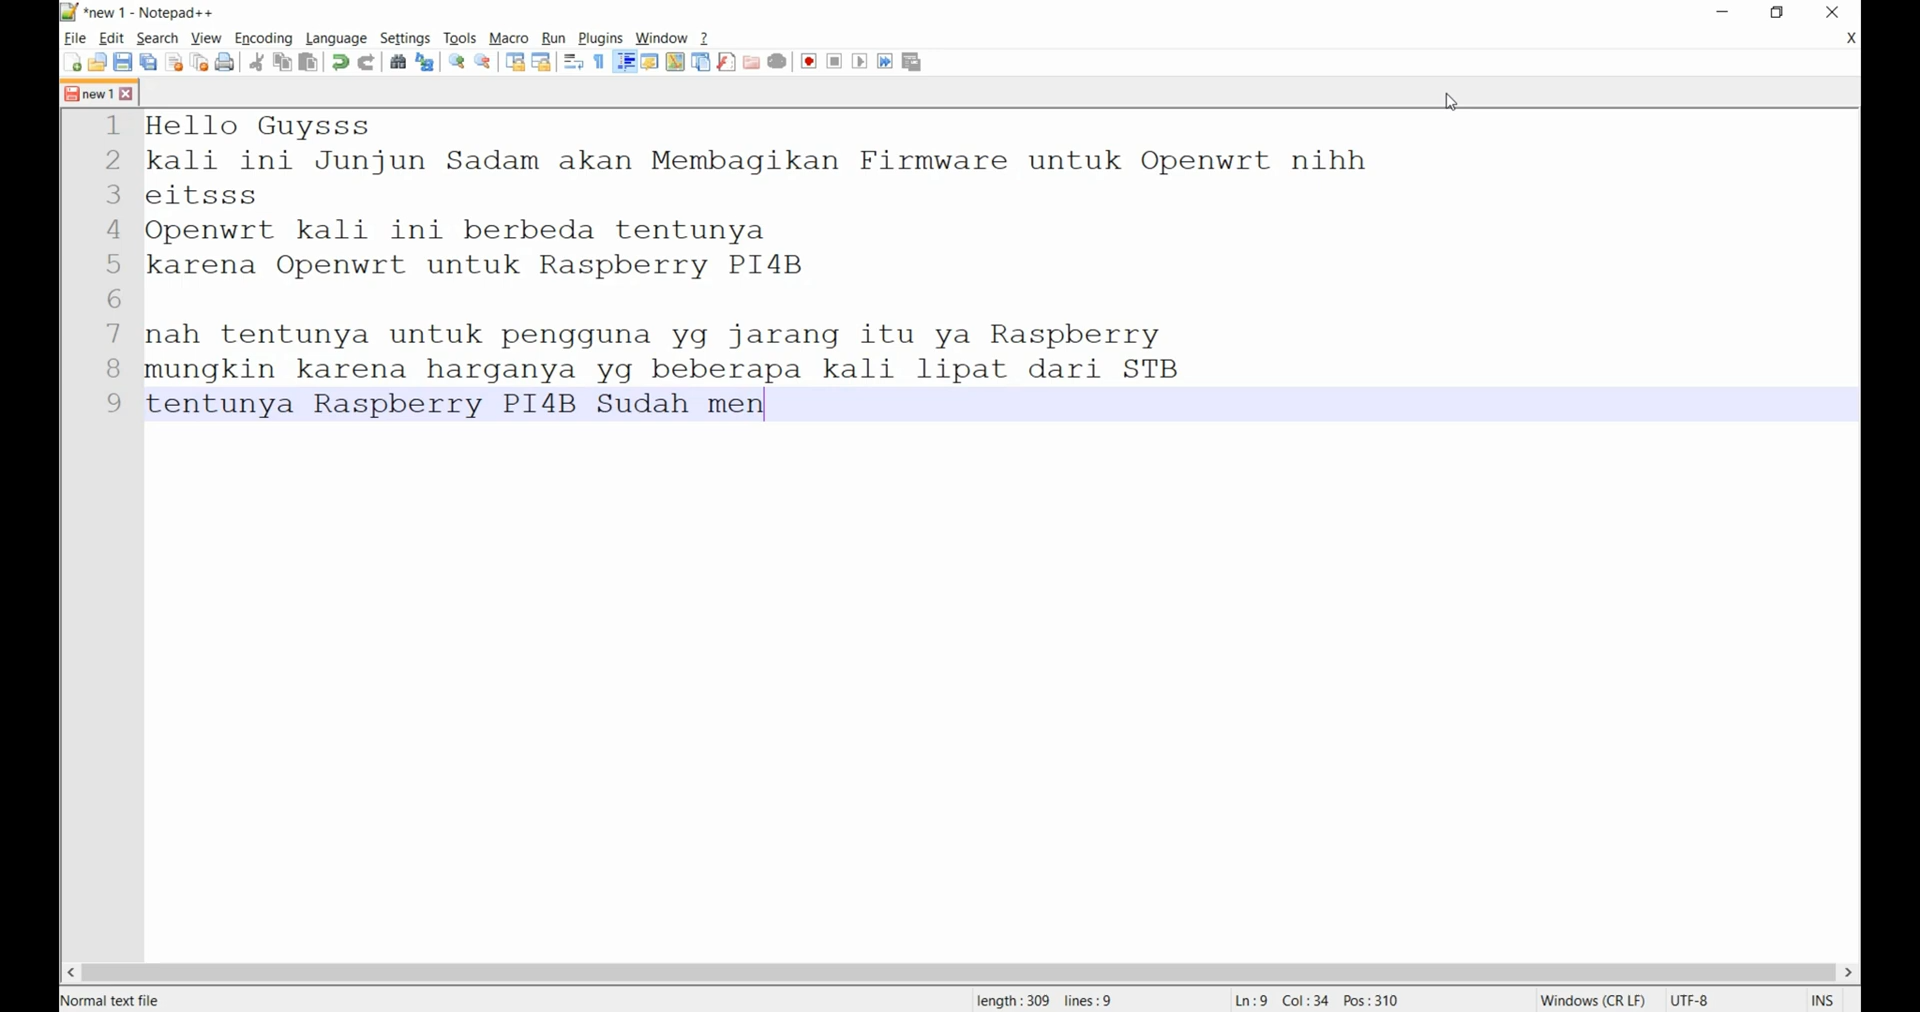 *new 1 - Notepad++
File Edit Search View Encoding Language Settings Tools Macro Run Plugins Window ?
X
new 1
1 Hello Guysss
2 kali ini Junjun Sadam akan Membagikan Firmware untuk Openwrt nihh
3 eitsss
4 Openwrt kali ini berbeda tentunya
5 karena Openwrt untuk Raspberry PI4B
6
7 nah tentunya untuk pengguna yg jarang itu ya Raspberry
8 mungkin karena harganya yg beberapa kali lipat dari STB
9 tentunya Raspberry PI4B Sudah men
Normal text file length : 309 lines : 9 Ln : 9 Col : 34 Pos : 310 Windows (CR LF) UTF-8 INS